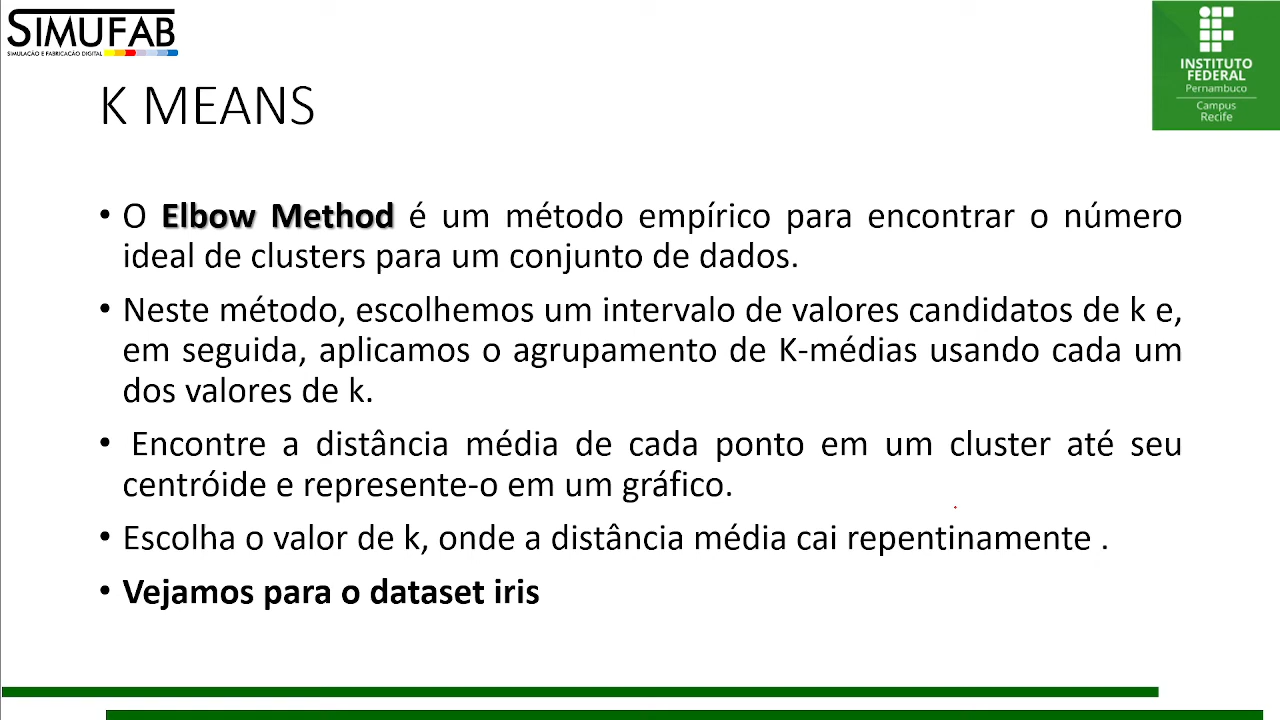 SIMUFAB
SIMULAÇÃO E FABRICAÇÃO DIGITAL
INSTITUTO
FEDERAL
Pernambuco
Campus
Recife
K MEANS
• O Elbow Method é um método empírico para encontrar o número
ideal de clusters para um conjunto de dados.
• Neste método, escolhemos um intervalo de valores candidatos de k e,
em seguida, aplicamos o agrupamento de K-médias usando cada um
dos valores de k.
• Encontre a distância média de cada ponto em um cluster até seu
centróide e represente-o em um gráfico.
• Escolha o valor de k, onde a distância média cai repentinamente .
• Vejamos para o dataset iris